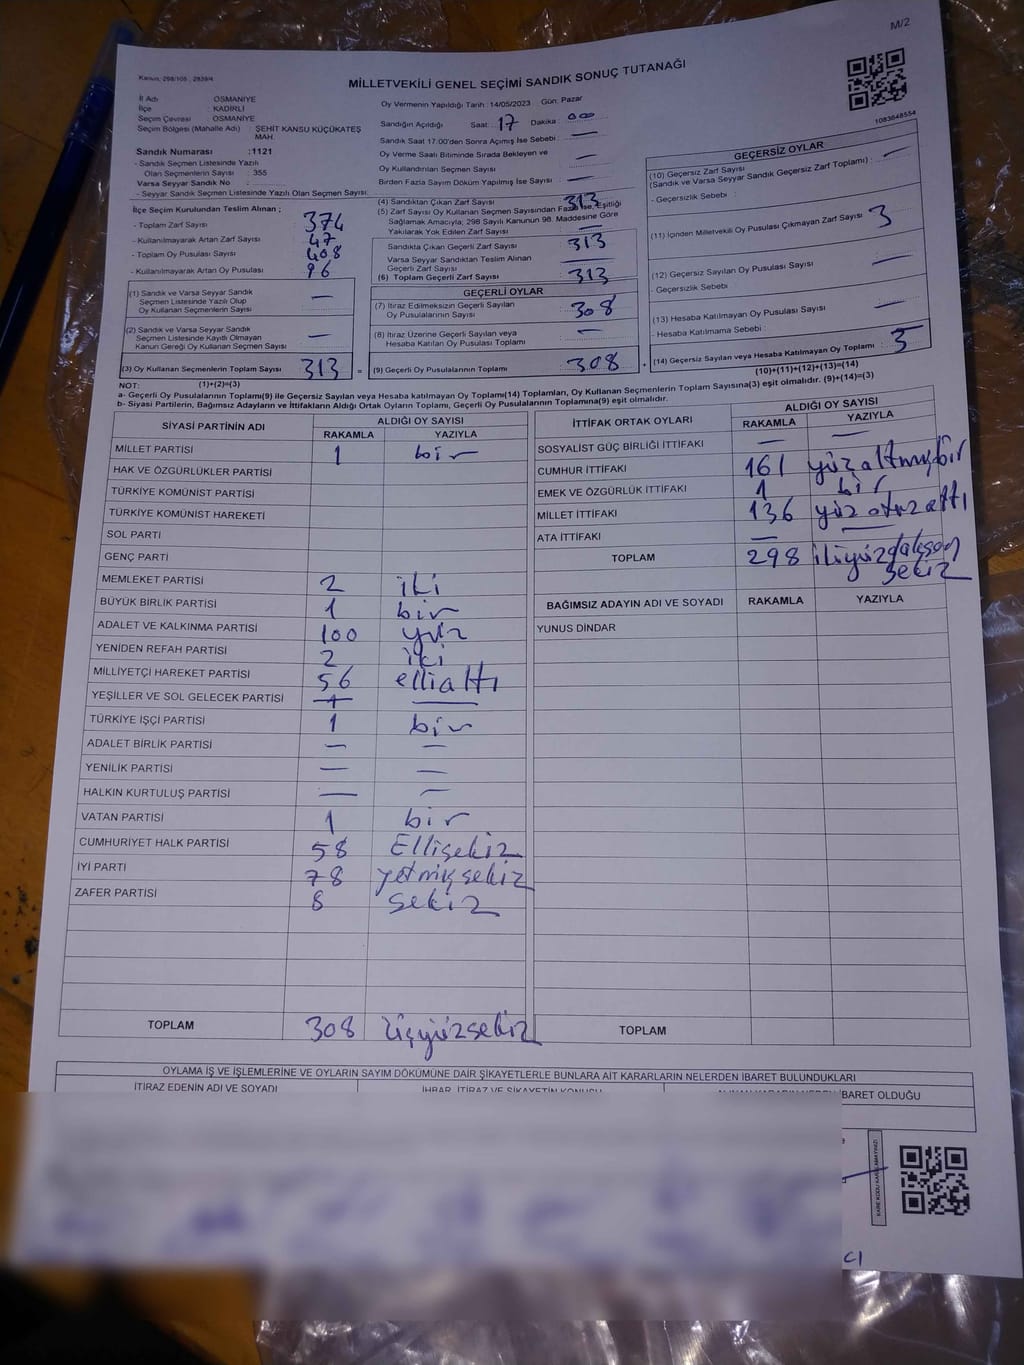 M/2
Kanun, 298/105 , 2839/4
MİLLETVEKİLİ GENEL SEÇİMİ SANDIK SONUÇ TUTANAĞI
1083648554
İl Adı OSMANİYE
İlçe KADİRLİ
Seçim Çevresi OSMANİYE
Seçim Bölgesi (Mahalle Adı) : ŞEHİT KANSU KÜÇÜKATEŞ MAH.
Sandık Numarası :1121
- Sandık Seçmen Listesinde Yazılı
Olan Seçmenlerin Sayısı : 355
Varsa Seyyar Sandık No :
- Seyyar Sandık Seçmen Listesinde Yazılı Olan Seçmen Sayısı:
İlçe Seçim Kurulundan Teslim Alınan ;
- Toplam Zarf Sayısı 374
- Kullanılmayarak Artan Zarf Sayısı 47
- Toplam Oy Pusulası Sayısı 408
- Kullanılmayarak Artan Oy Pusulası 96
(1) Sandık ve Varsa Seyyar Sandık
Seçmen Listesinde Yazılı Olup
Oy Kullanan Seçmenlerin Sayısı —
(2) Sandık ve Varsa Seyyar Sandık
Seçmen Listesinde Kayıtlı Olmayan
Kanun Gereği Oy Kullanan Seçmen Sayısı —
(3) Oy Kullanan Seçmenlerin Toplam Sayısı 313 =
Oy Vermenin Yapıldığı Tarih : 14/05/2023 Gün: Pazar
Sandığın Açıldığı Saat: 17 Dakika: 00
Sandık Saat 17.00'den Sonra Açımış İse Sebebi : —
Oy Verme Saati Bitiminde Sırada Bekleyen ve
Oy Kullandırılan Seçmen Sayısı —
Birden Fazla Sayım Döküm Yapılmış İse Sayısı —
(4) Sandıktan Çıkan Zarf Sayısı 313
(5) Zarf Sayısı Oy Kullanan Seçmen Sayısından Fazla İse, Eşitliği
Sağlamak Amacıyla, 298 Sayılı Kanunun 98. Maddesine Göre
Yakılarak Yok Edilen Zarf Sayısı —
Sandıkta Çıkan Geçerli Zarf Sayısı 313
Varsa Seyyar Sandıktan Teslim Alınan
Geçerli Zarf Sayısı —
(6) Toplam Geçerli Zarf Sayısı 313
GEÇERLİ OYLAR
(7) İtiraz Edilmeksizin Geçerli Sayılan
Oy Pusulalarının Sayısı 308
(8) İtiraz Üzerine Geçerli Sayılan veya
Hesaba Katılan Oy Pusulası Toplamı —
(9) Geçerli Oy Pusulalarının Toplamı 308 +
GEÇERSİZ OYLAR
(10) Geçersiz Zarf Sayısı
(Sandık ve Varsa Seyyar Sandık Geçersiz Zarf Toplamı) : —
- Geçersizlik Sebebi :
(11) İçinden Milletvekili Oy Pusulası Çıkmayan Zarf Sayısı 3
(12) Geçersiz Sayılan Oy Pusulası Sayısı —
- Geçersizlik Sebebi :
(13) Hesaba Katılmayan Oy Pusulası Sayısı —
- Hesaba Katılmama Sebebi :
(14) Geçersiz Sayılan veya Hesaba Katılmayan Oy Toplamı :
(10)+(11)+(12)+(13)=(14)
NOT: (1)+(2)=(3)
a- Geçerli Oy Pusulalarının Toplamı(9) ile Geçersiz Sayılan veya Hesaba katılmayan Oy Toplamı(14) Toplamları, Oy Kullanan Seçmenlerin Toplam Sayısına(3) eşit olmalıdır. (9)+(14)=(3)
b- Siyasi Partilerin, Bağımsız Adayların ve İttifakların Aldığı Ortak Oyların Toplamı, Geçerli Oy Pusulalarının Toplamına(9) eşit olmalıdır.
SİYASİ PARTİNİN ADI ALDIĞI OY SAYISI
RAKAMLA YAZIYLA
MİLLET PARTİSİ 1 bir
HAK VE ÖZGÜRLÜKLER PARTİSİ
TÜRKİYE KOMÜNİST PARTİSİ
TÜRKİYE KOMÜNİST HAREKETİ
SOL PARTİ
GENÇ PARTİ
MEMLEKET PARTİSİ 2 iki
BÜYÜK BİRLİK PARTİSİ 1 bir
ADALET VE KALKINMA PARTİSİ 100 yüz
YENİDEN REFAH PARTİSİ 2 iki
MİLLİYETÇİ HAREKET PARTİSİ 56 ellialtı
YEŞİLLER VE SOL GELECEK PARTİSİ —
TÜRKİYE İŞÇİ PARTİSİ 1 bir
ADALET BİRLİK PARTİSİ — —
YENİLİK PARTİSİ — —
HALKIN KURTULUŞ PARTİSİ — —
VATAN PARTİSİ 1 bir
CUMHURİYET HALK PARTİSİ 58 Ellisekiz
İYİ PARTİ 78 yetmişsekiz
ZAFER PARTİSİ 8 sekiz
TOPLAM 308 üçyüzsekiz
İTTİFAK ORTAK OYLARI ALDIĞI OY SAYISI
RAKAMLA YAZIYLA
SOSYALİST GÜÇ BİRLİĞİ İTTİFAKI — —
CUMHUR İTTİFAKI 161 yüzaltmışbir
EMEK VE ÖZGÜRLÜK İTTİFAKI 1 bir
MİLLET İTTİFAKI 136 yüz otuzaltı
ATA İTTİFAKI — —
TOPLAM 298 ikiyüzdoksan sekiz
BAĞIMSIZ ADAYIN ADI VE SOYADI RAKAMLA YAZIYLA
YUNUS DİNDAR
TOPLAM
OYLAMA İŞ VE İŞLEMLERİNE VE OYLARIN SAYIM DÖKÜMÜNE DAİR ŞİKAYETLERLE BUNLARA AİT KARARLARIN NELERDEN İBARET BULUNDUKLARI
İTİRAZ EDENİN ADI VE SOYADI İHBAR, İTİRAZ VE ŞİKAYETİN KONUSU BARET OLDUĞU